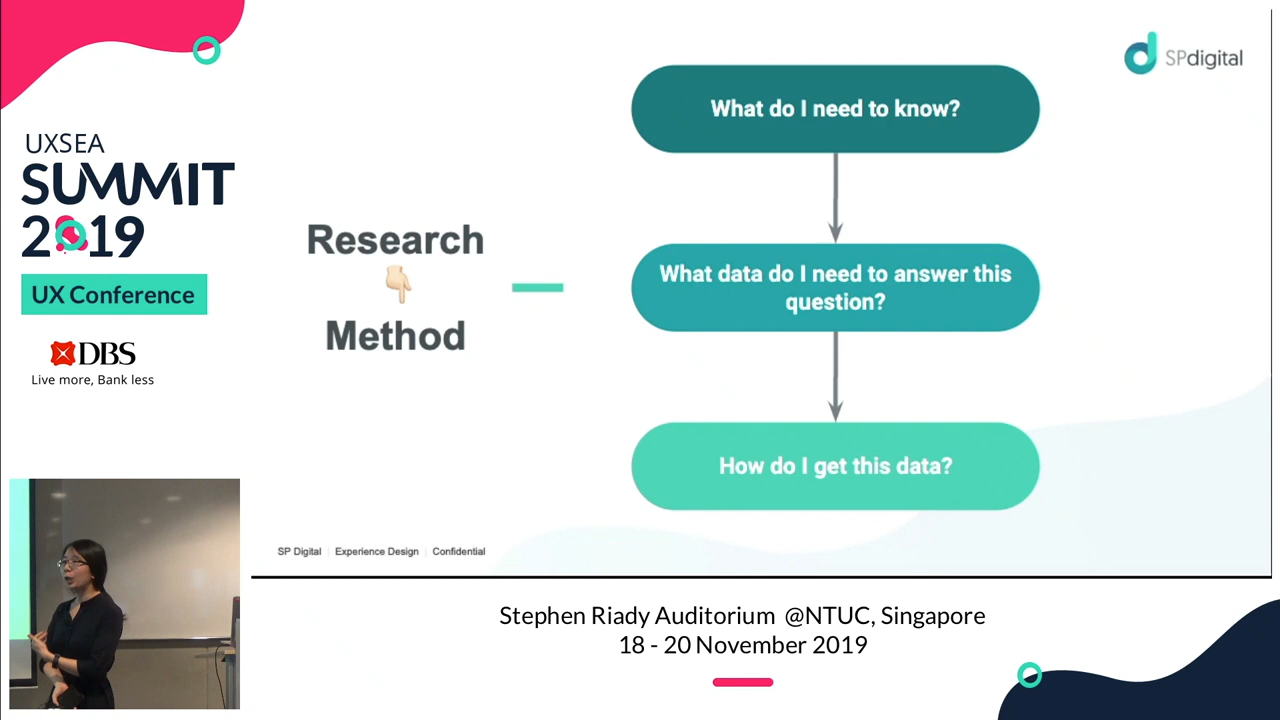 UXSEA
SUMMIT
2019
UX Conference
DBS
Live more, Bank less
SPdigital
Research
Method
What do I need to know?
What data do I need to answer this
question?
How do I get this data?
SP Digital | Experience Design | Confidential
Stephen Riady Auditorium @NTUC, Singapore
18 - 20 November 2019